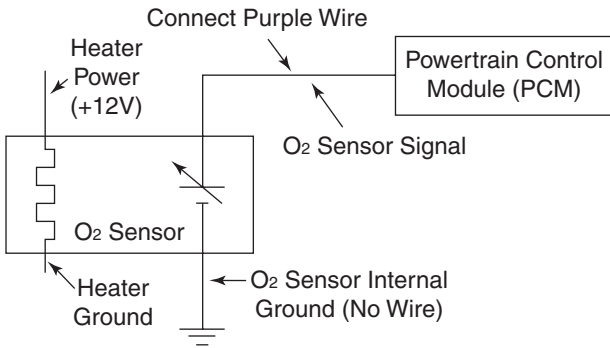 Connect Purple Wire
Heater
Power
(+12V)
Powertrain Control
Module (PCM)
O2 Sensor Signal
O2 Sensor
Heater
Ground
O2 Sensor Internal
Ground (No Wire)